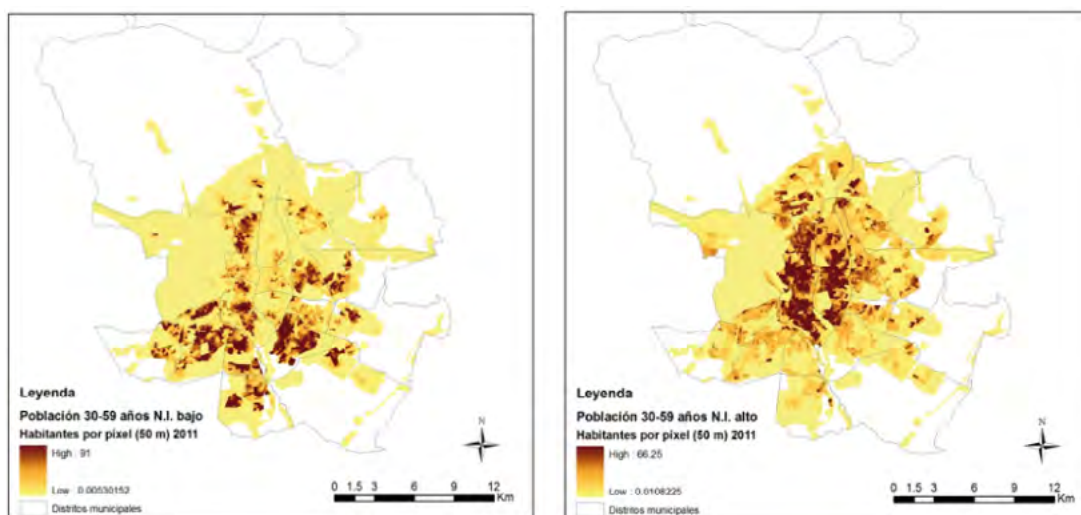 Leyenda
Población 30-59 años N.I. bajo
Habitantes por píxel (50 m) 2011
High : 91
Low : 0.00530152
Distritos municipales
N
0 1.5 3 6 9 12
Km
Leyenda
Población 30-59 años N.I. alto
Habitantes por píxel (50 m) 2011
High : 66.25
Low : 0.0108225
Distritos municipales
N
0 1.5 3 6 9 12
Km